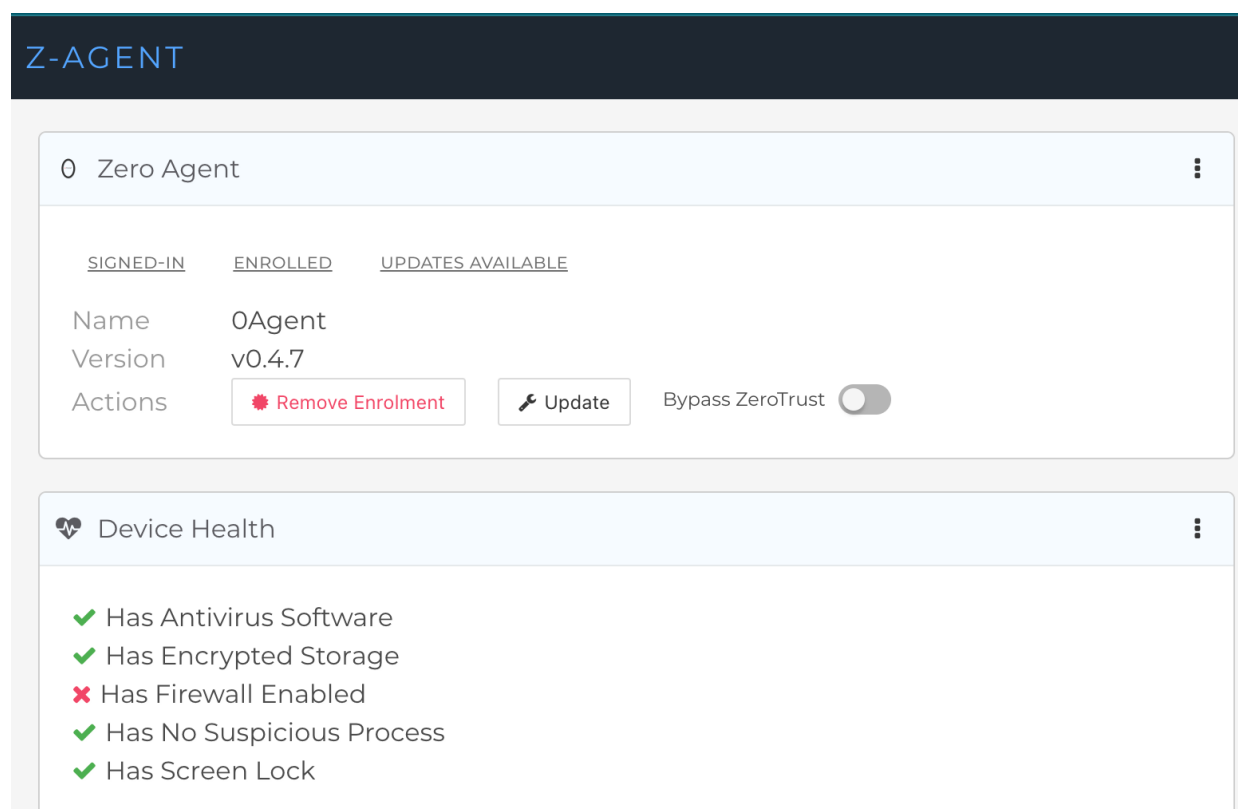 Z-AGENT
Zero Agent
SIGNED-IN ENROLLED UPDATES AVAILABLE
Name 0Agent
Version v0.4.7
Actions Remove Enrolment Update Bypass ZeroTrust
Device Health
Has Antivirus Software
Has Encrypted Storage
Has Firewall Enabled
Has No Suspicious Process
Has Screen Lock